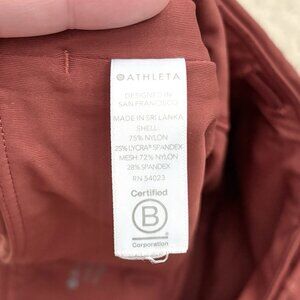 ATHLETA
DESIGNED IN
SAN FRANCISCO
MADE IN SRI LANKA
SHELL:
75% NYLON
25% LYCRA® SPANDEX
MESH: 72% NYLON
28% SPANDEX
RN 54023
Certified
B
Corporation